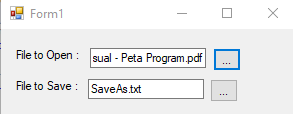 Form1
File to Open : sual - Peta Program.pdf ...
File to Save : SaveAs.txt ...